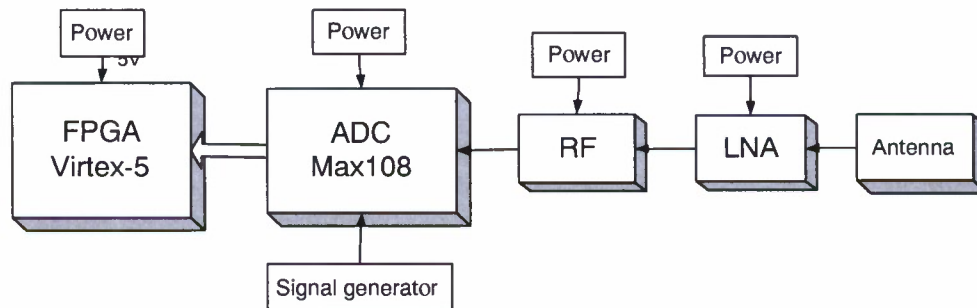 Power
Power
5V
Power
Power
FPGA
Virtex-5
ADC
Max108
RF
LNA
Antenna
Signal generator